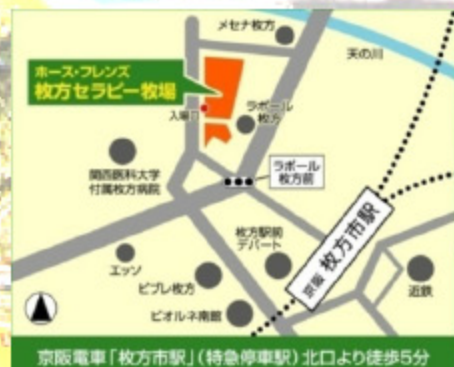 メセナ枚方
天の川
ホース・フレンズ
枚方セラピー牧場
入場口
ラポール
枚方
関西医科大学
付属枚方病院
ラポール
枚方前
枚方駅前
デパート
京阪 枚方市駅
エッソ
ビブレ枚方
近鉄
ビオルネ南館
京阪電車「枚方市駅」(特急停車駅)北口より徒歩5分